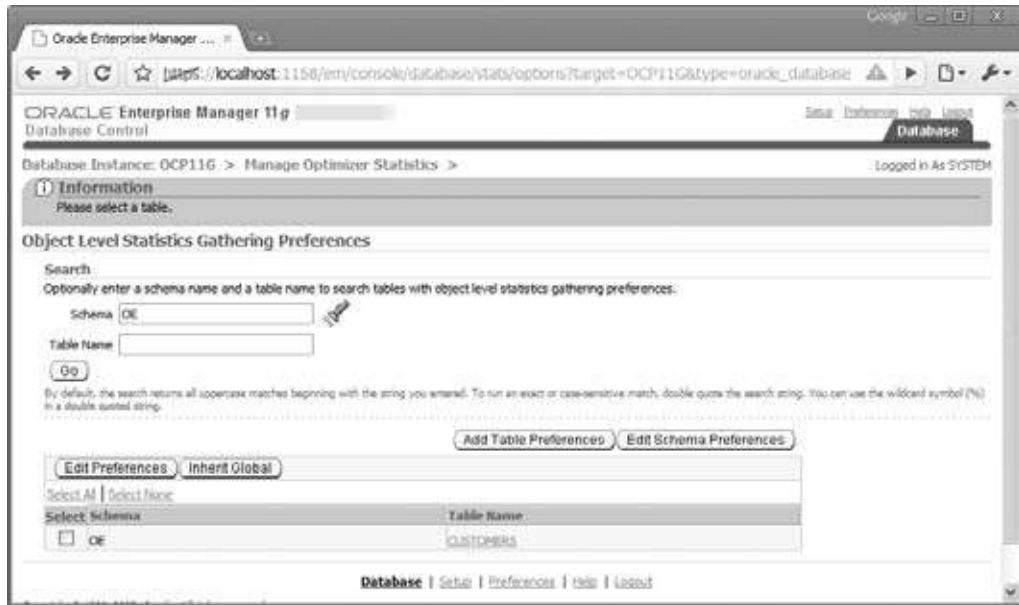 Google
Oracle Enterprise Manager ...
https://localhost:1158/em/console/database/stats/options?target=OCP11G&type=oracle_database
ORACLE Enterprise Manager 11g
Database Control
Setup Preferences Help Logout
Database
Database Instance: OCP11G > Manage Optimizer Statistics >
Logged in As SYSTEM
Information
Please select a table.
Object Level Statistics Gathering Preferences
Search
Optionally enter a schema name and a table name to search tables with object level statistics gathering preferences.
Schema OE
Table Name
Go
By default, the search returns all uppercase matches beginning with the string you entered. To run an exact or case-sensitive match, double quote the search string. You can use the wildcard symbol (%)
in a double quoted string.
Add Table Preferences Edit Schema Preferences
Edit Preferences Inherit Global
Select All | Select None
Select Schema Table Name
OE CUSTOMERS
Database | Setup | Preferences | Help | Logout